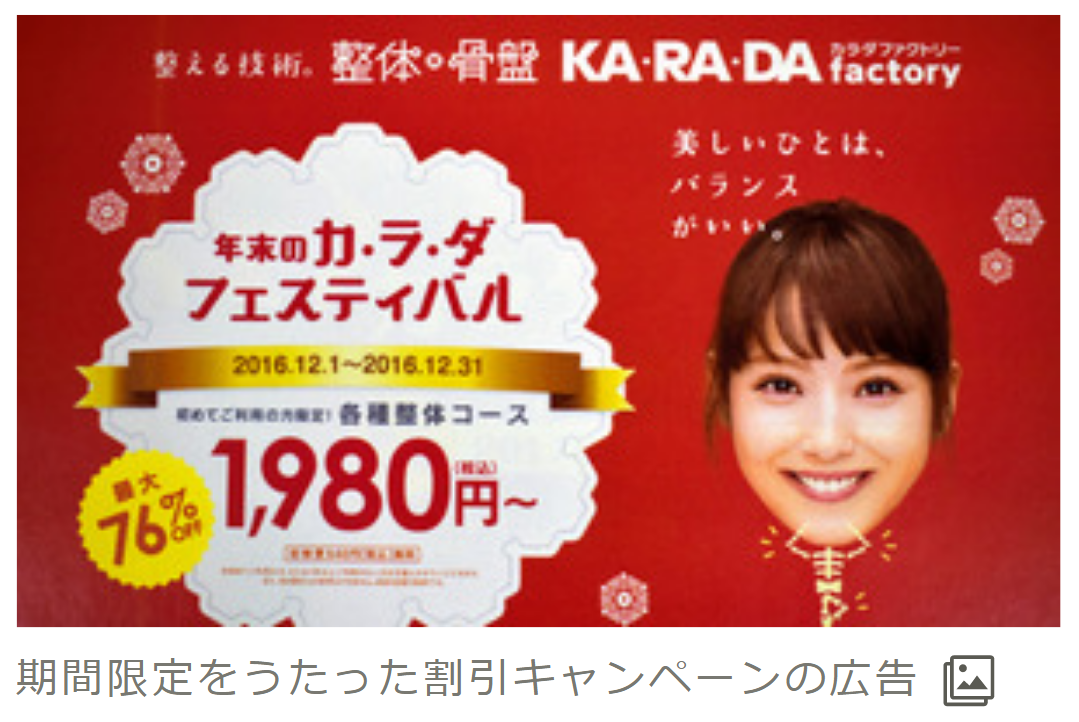 整える技術。 整体・骨盤 KA・RA・DA factory カラダファクトリー
美しいひとは、
バランス
がいい。
年末のカ・ラ・ダ
フェスティバル
2016.12.1〜2016.12.31
初めてご利用の方限定! 各種整体コース
1,980円〜 (税込)
最大
76%OFF
期間限定をうたった割引キャンペーンの広告